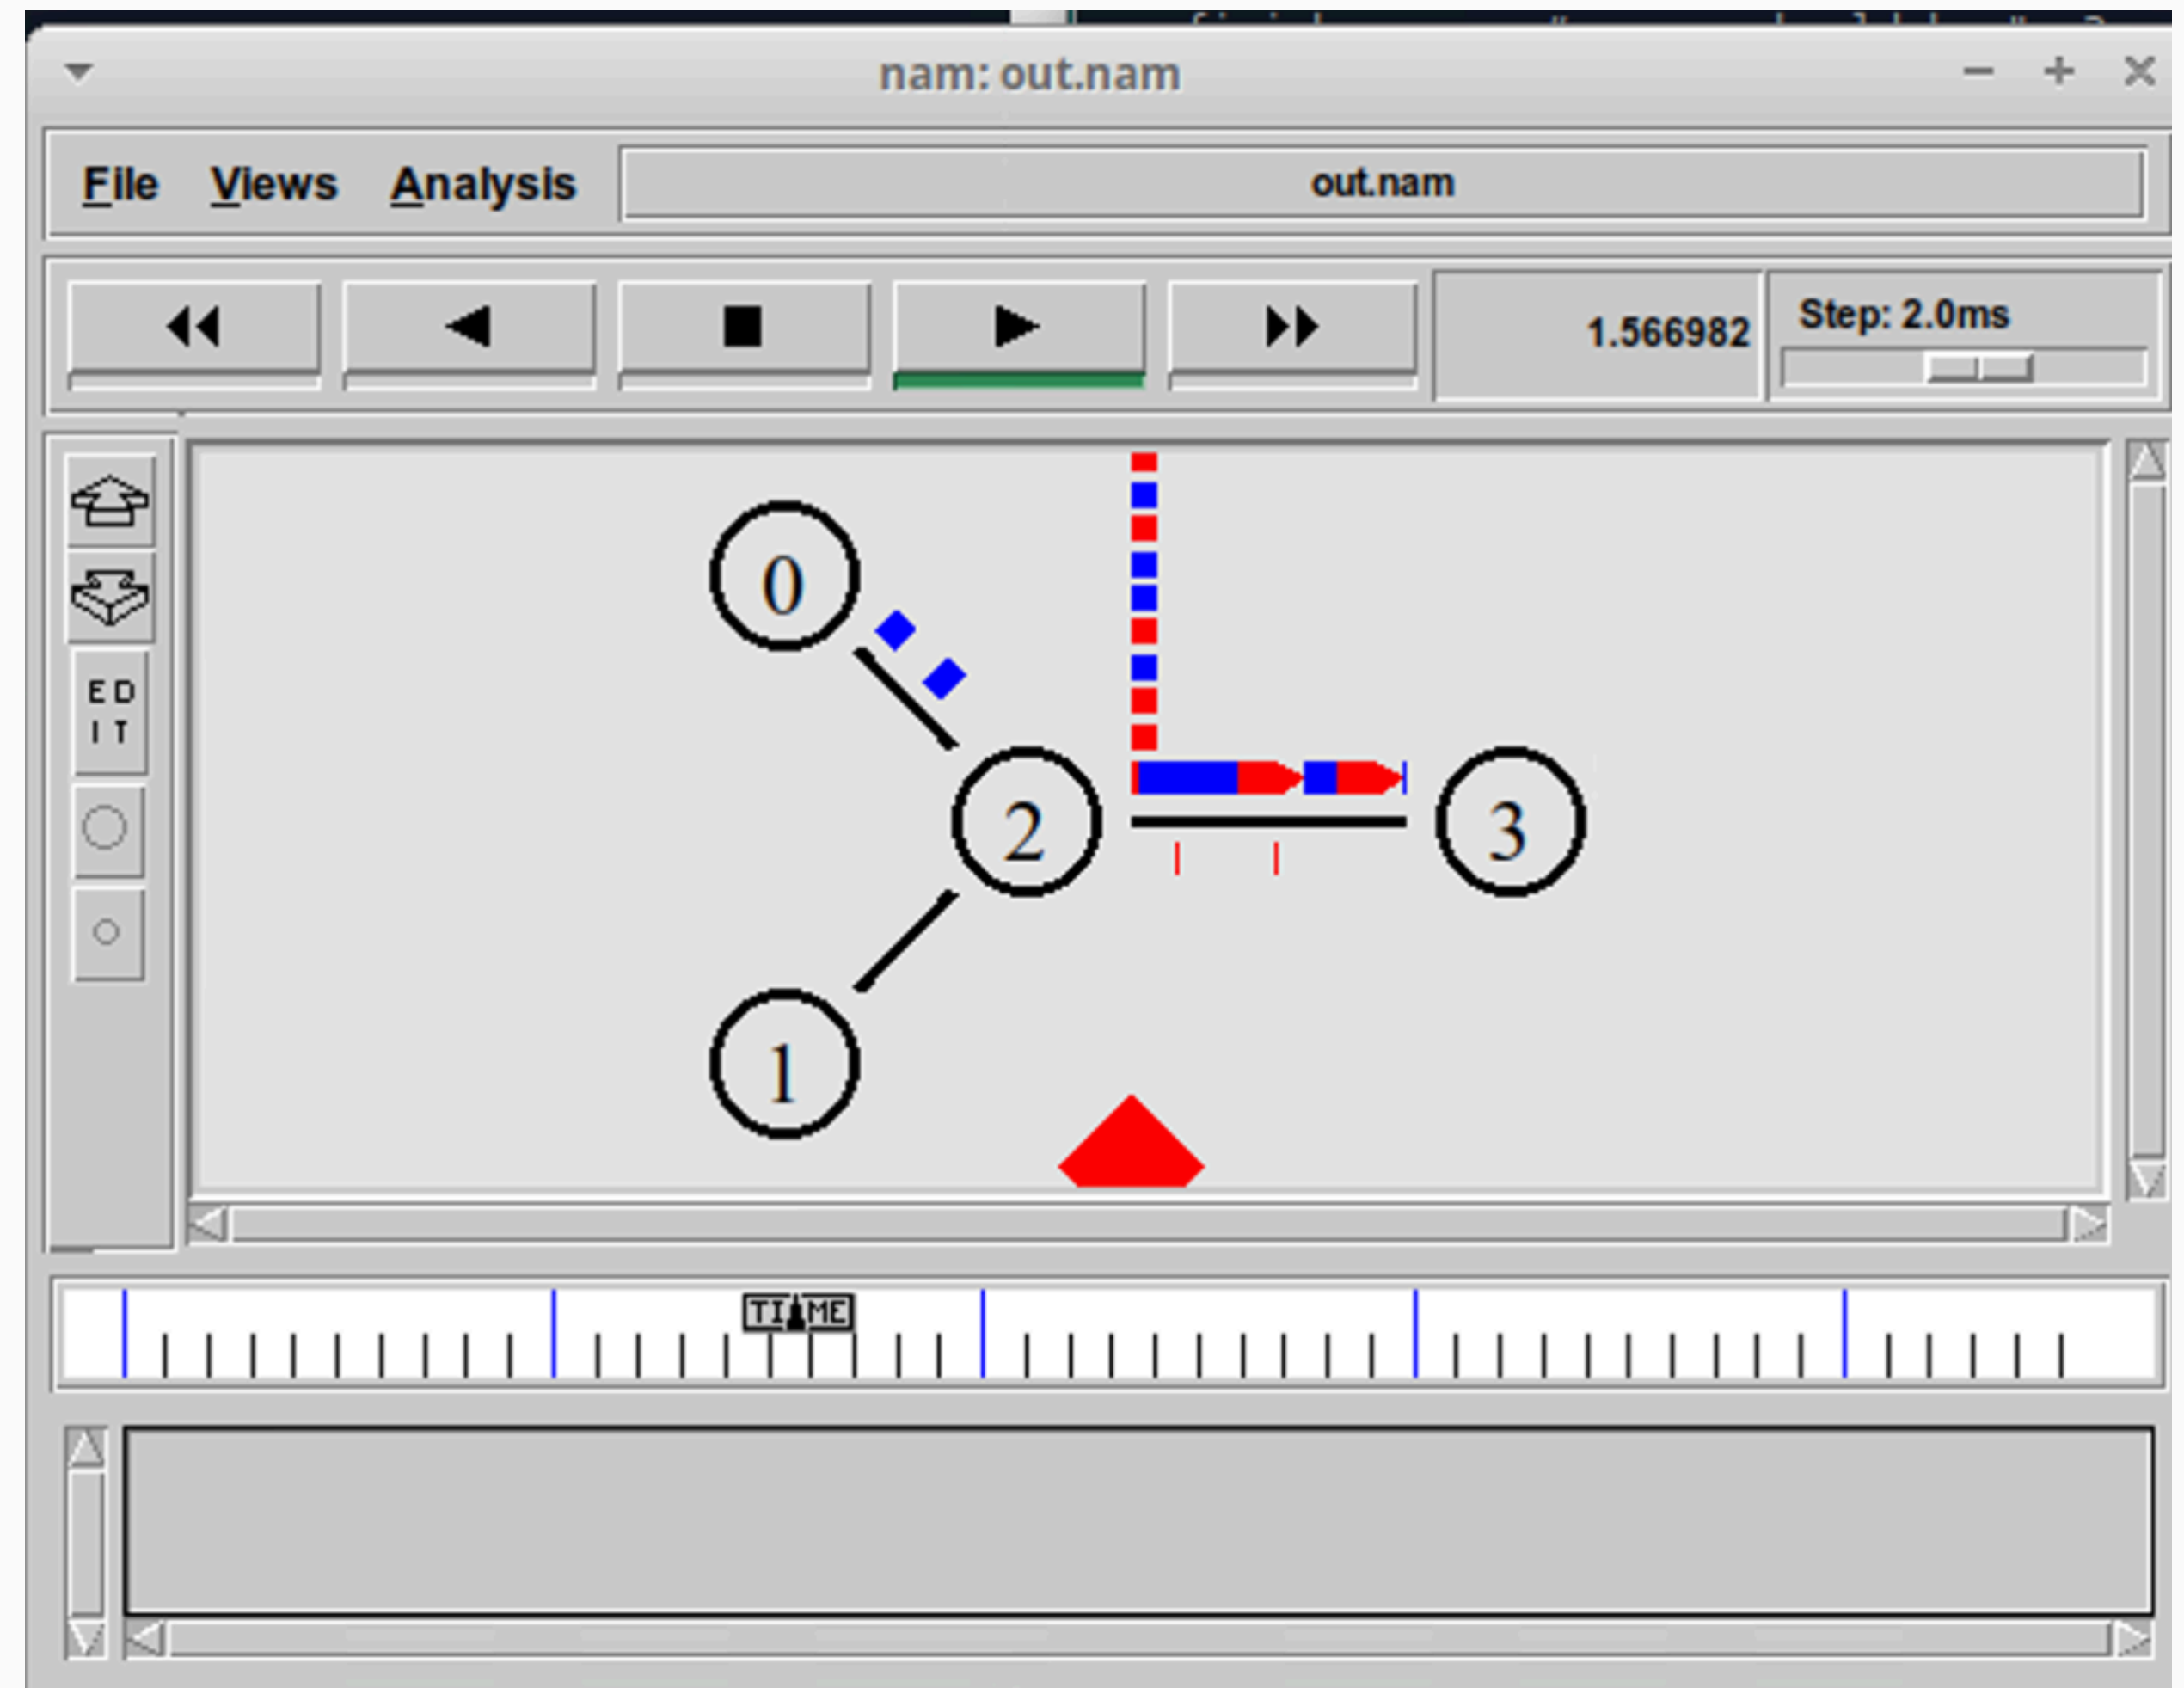 nam: out.nam
File Views Analysis out.nam
1.566982 Step: 2.0ms
ED
IT
0
2 3
1
TIME